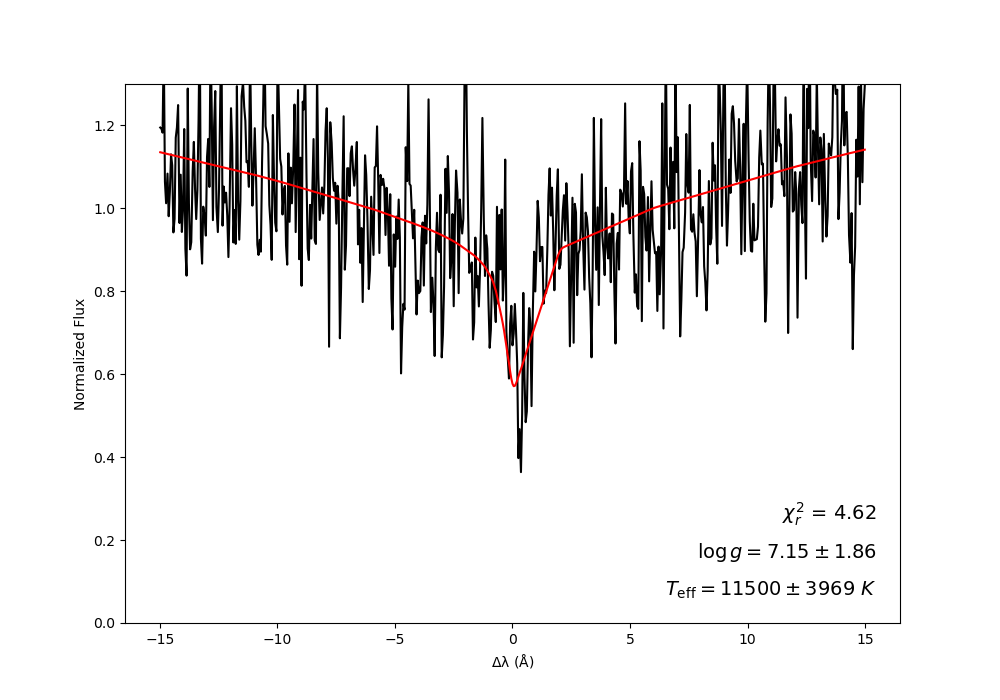 1.2
1.0
0.8
0.6
0.4
0.2
0.0
Normalized Flux
χ²ᵣ = 4.62
log g = 7.15 ± 1.86
T_eff = 11500 ± 3969 K
−15 −10 −5 0 5 10 15
Δλ (Å)